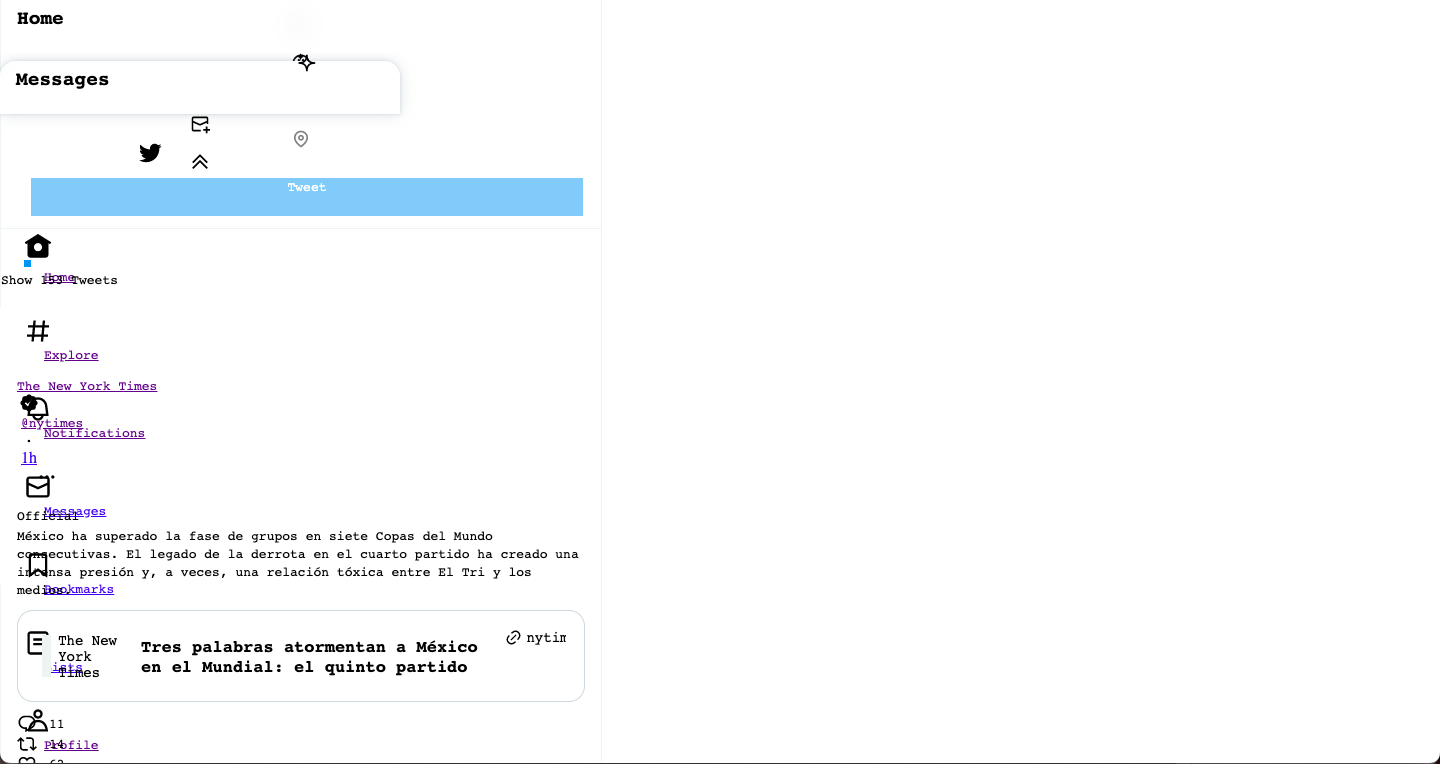 Home
Messages
Tweet
Home
Show 153 Tweets
Explore
The New York Times
@nytimes
Notifications
·
1h
Messages
Official
México ha superado la fase de grupos en siete Copas del Mundo
consecutivas. El legado de la derrota en el cuarto partido ha creado una
intensa presión y, a veces, una relación tóxica entre El Tri y los
medios.
Bookmarks
The New
York
Times
Tres palabras atormentan a México
en el Mundial: el quinto partido
nytim
ists
11
14
Profile
62